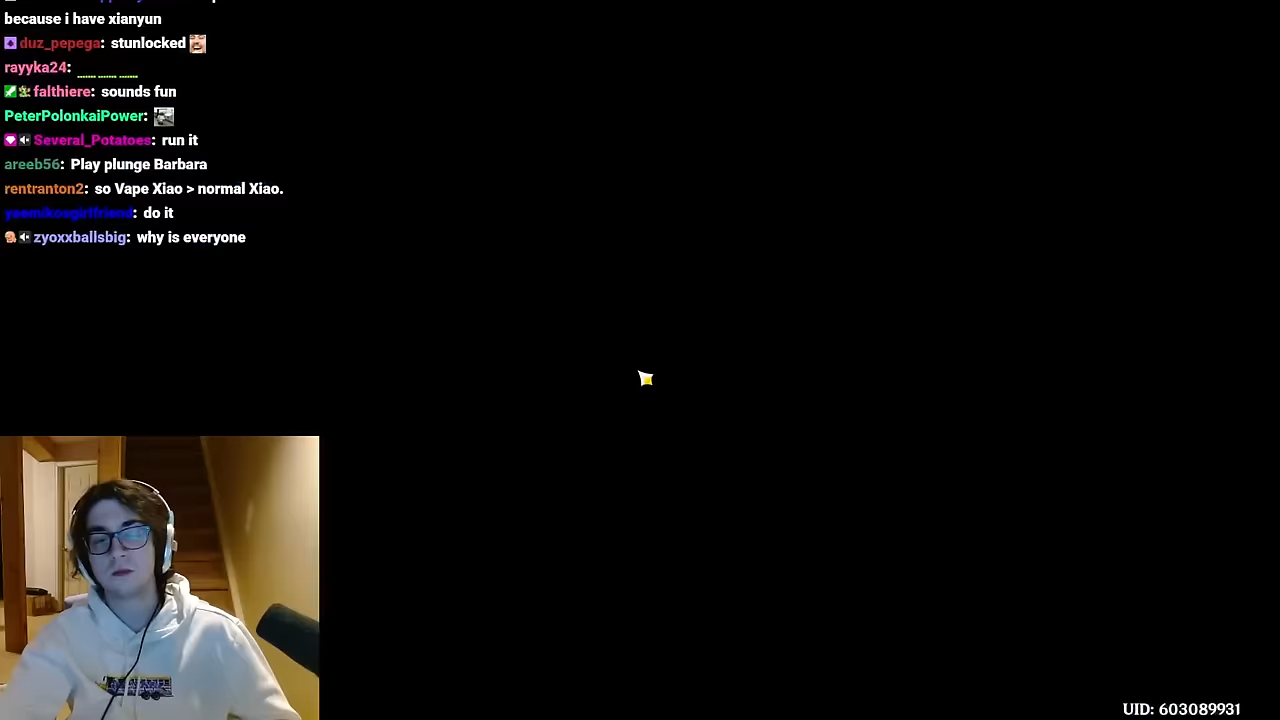 because i have xianyun
duz_pepega: stunlocked
rayyka24:
falthiere: sounds fun
PeterPolonkaiPower:
Several_Potatoes: run it
areeb56: Play plunge Barbara
rentranton2: so Vape Xiao > normal Xiao.
yaemikosgirlfriend: do it
zyoxxballsbig: why is everyone
UID: 603089931